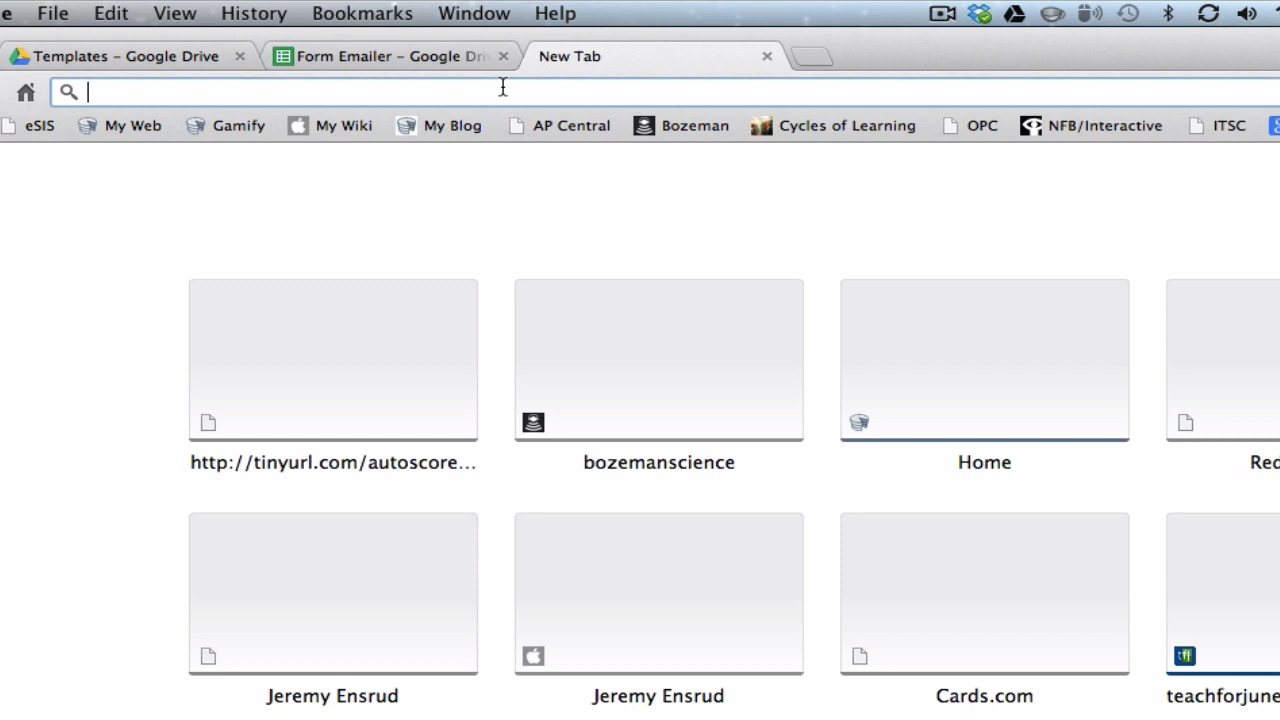 e File Edit View History Bookmarks Window Help
Templates – Google Drive Form Emailer – Google Dri New Tab
eSIS My Web Gamify My Wiki My Blog AP Central Bozeman Cycles of Learning OPC NFB/Interactive ITSC
http://tinyurl.com/autoscore... bozemanscience Home Red
Jeremy Ensrud Jeremy Ensrud Cards.com teachforjune